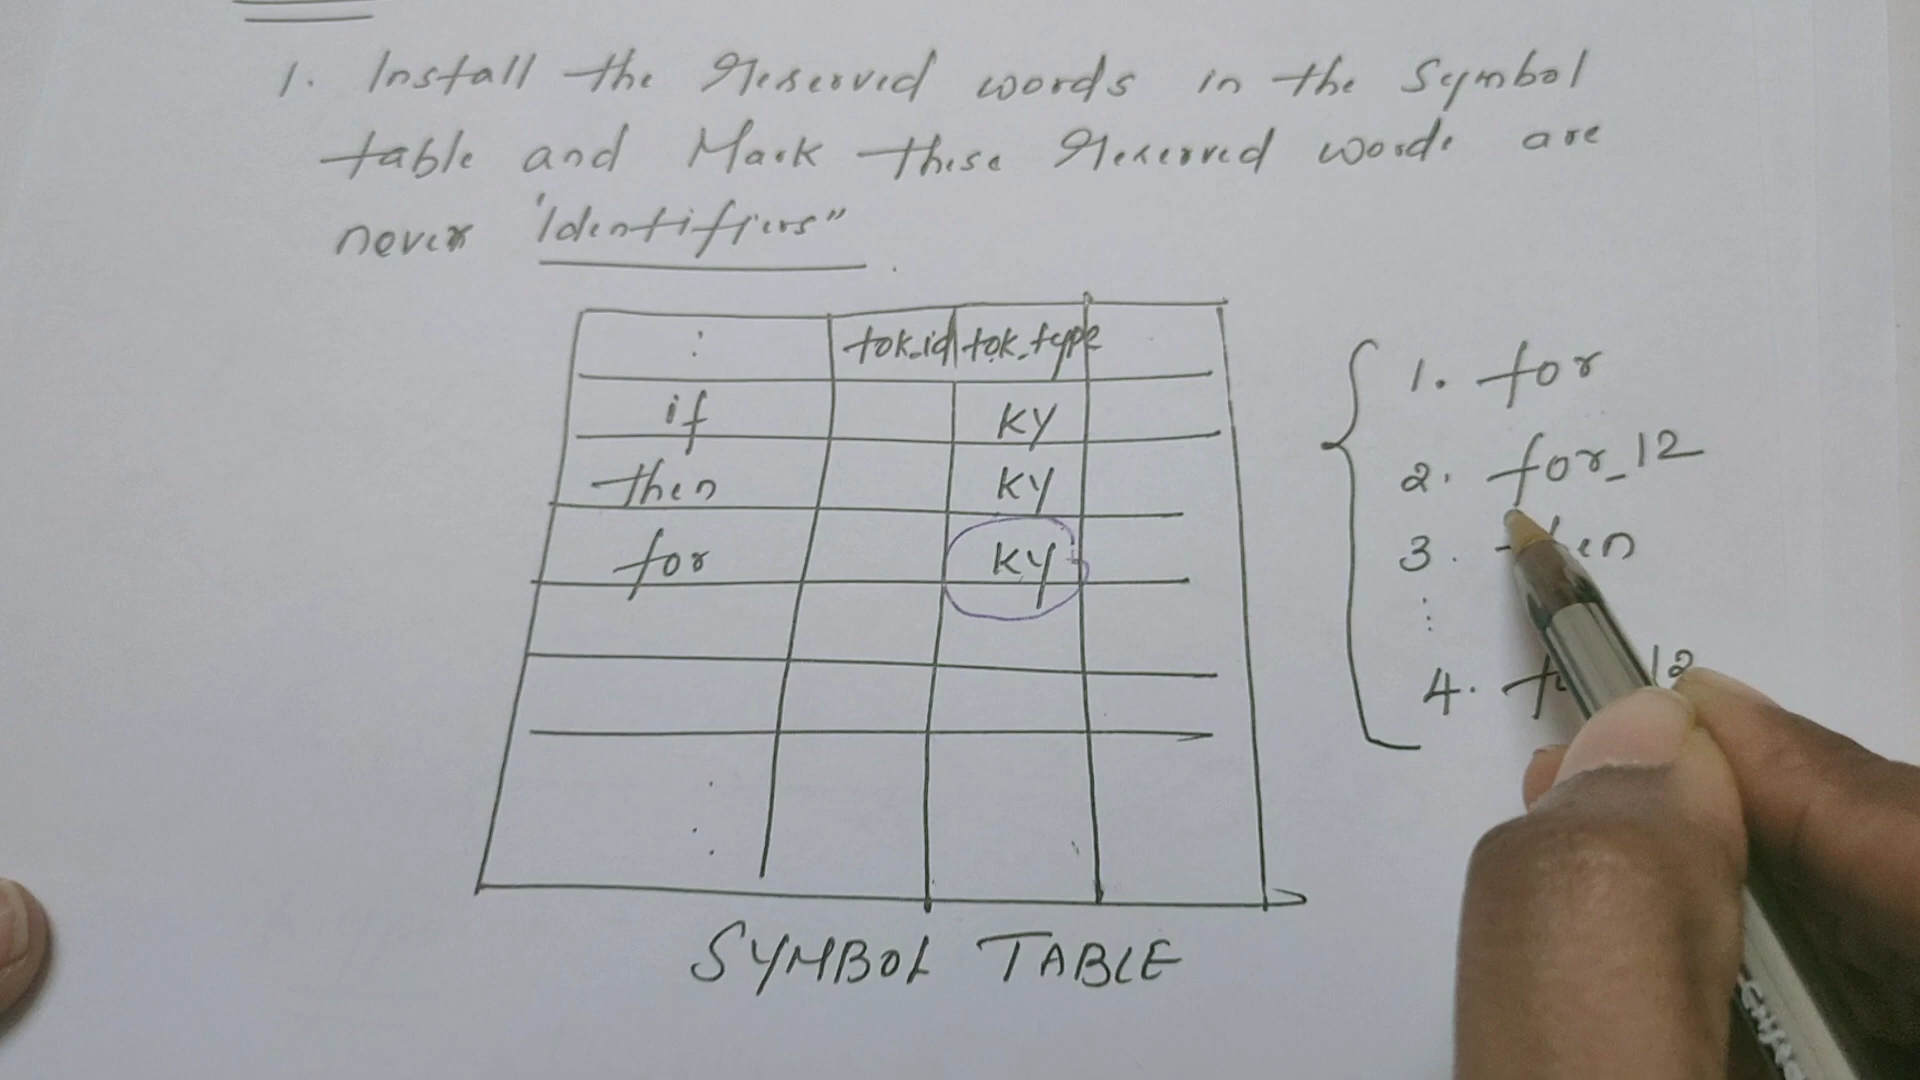 1. Install the reserved words in the Symbol
table and Mark these reserved words are
never "Identifiers".
: tok_id tok_type
if KY
then KY
for KY
SYMBOL TABLE
1. for
2. for_12
3.
4. 12